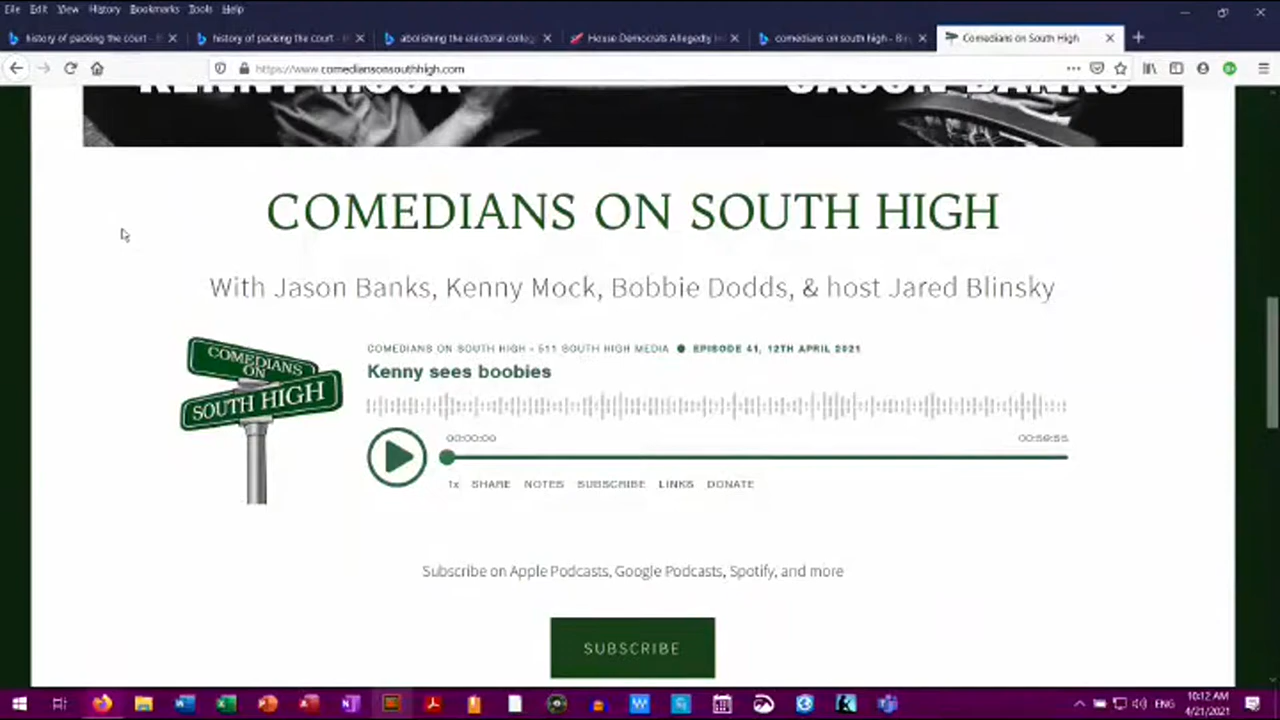 File Edit View History Bookmarks Tools Help
history of packing the court - B
history of packing the court - B
abolishing the electoral colleg
House Democrats Allegedly In
comedians on south high - Bin
Comedians on South High
https://www.comediansonsouthhigh.com
KENNY MOCK
JASON BANKS
COMEDIANS ON SOUTH HIGH
With Jason Banks, Kenny Mock, Bobbie Dodds, & host Jared Blinsky
COMEDIANS
ON
SOUTH HIGH
COMEDIANS ON SOUTH HIGH - 511 SOUTH HIGH MEDIA ● EPISODE 41, 12TH APRIL 2021
Kenny sees boobies
00:00:00
00:59:55
1x SHARE NOTES SUBSCRIBE LINKS DONATE
Subscribe on Apple Podcasts, Google Podcasts, Spotify, and more
SUBSCRIBE
ENG
10:12 AM
4/21/2021